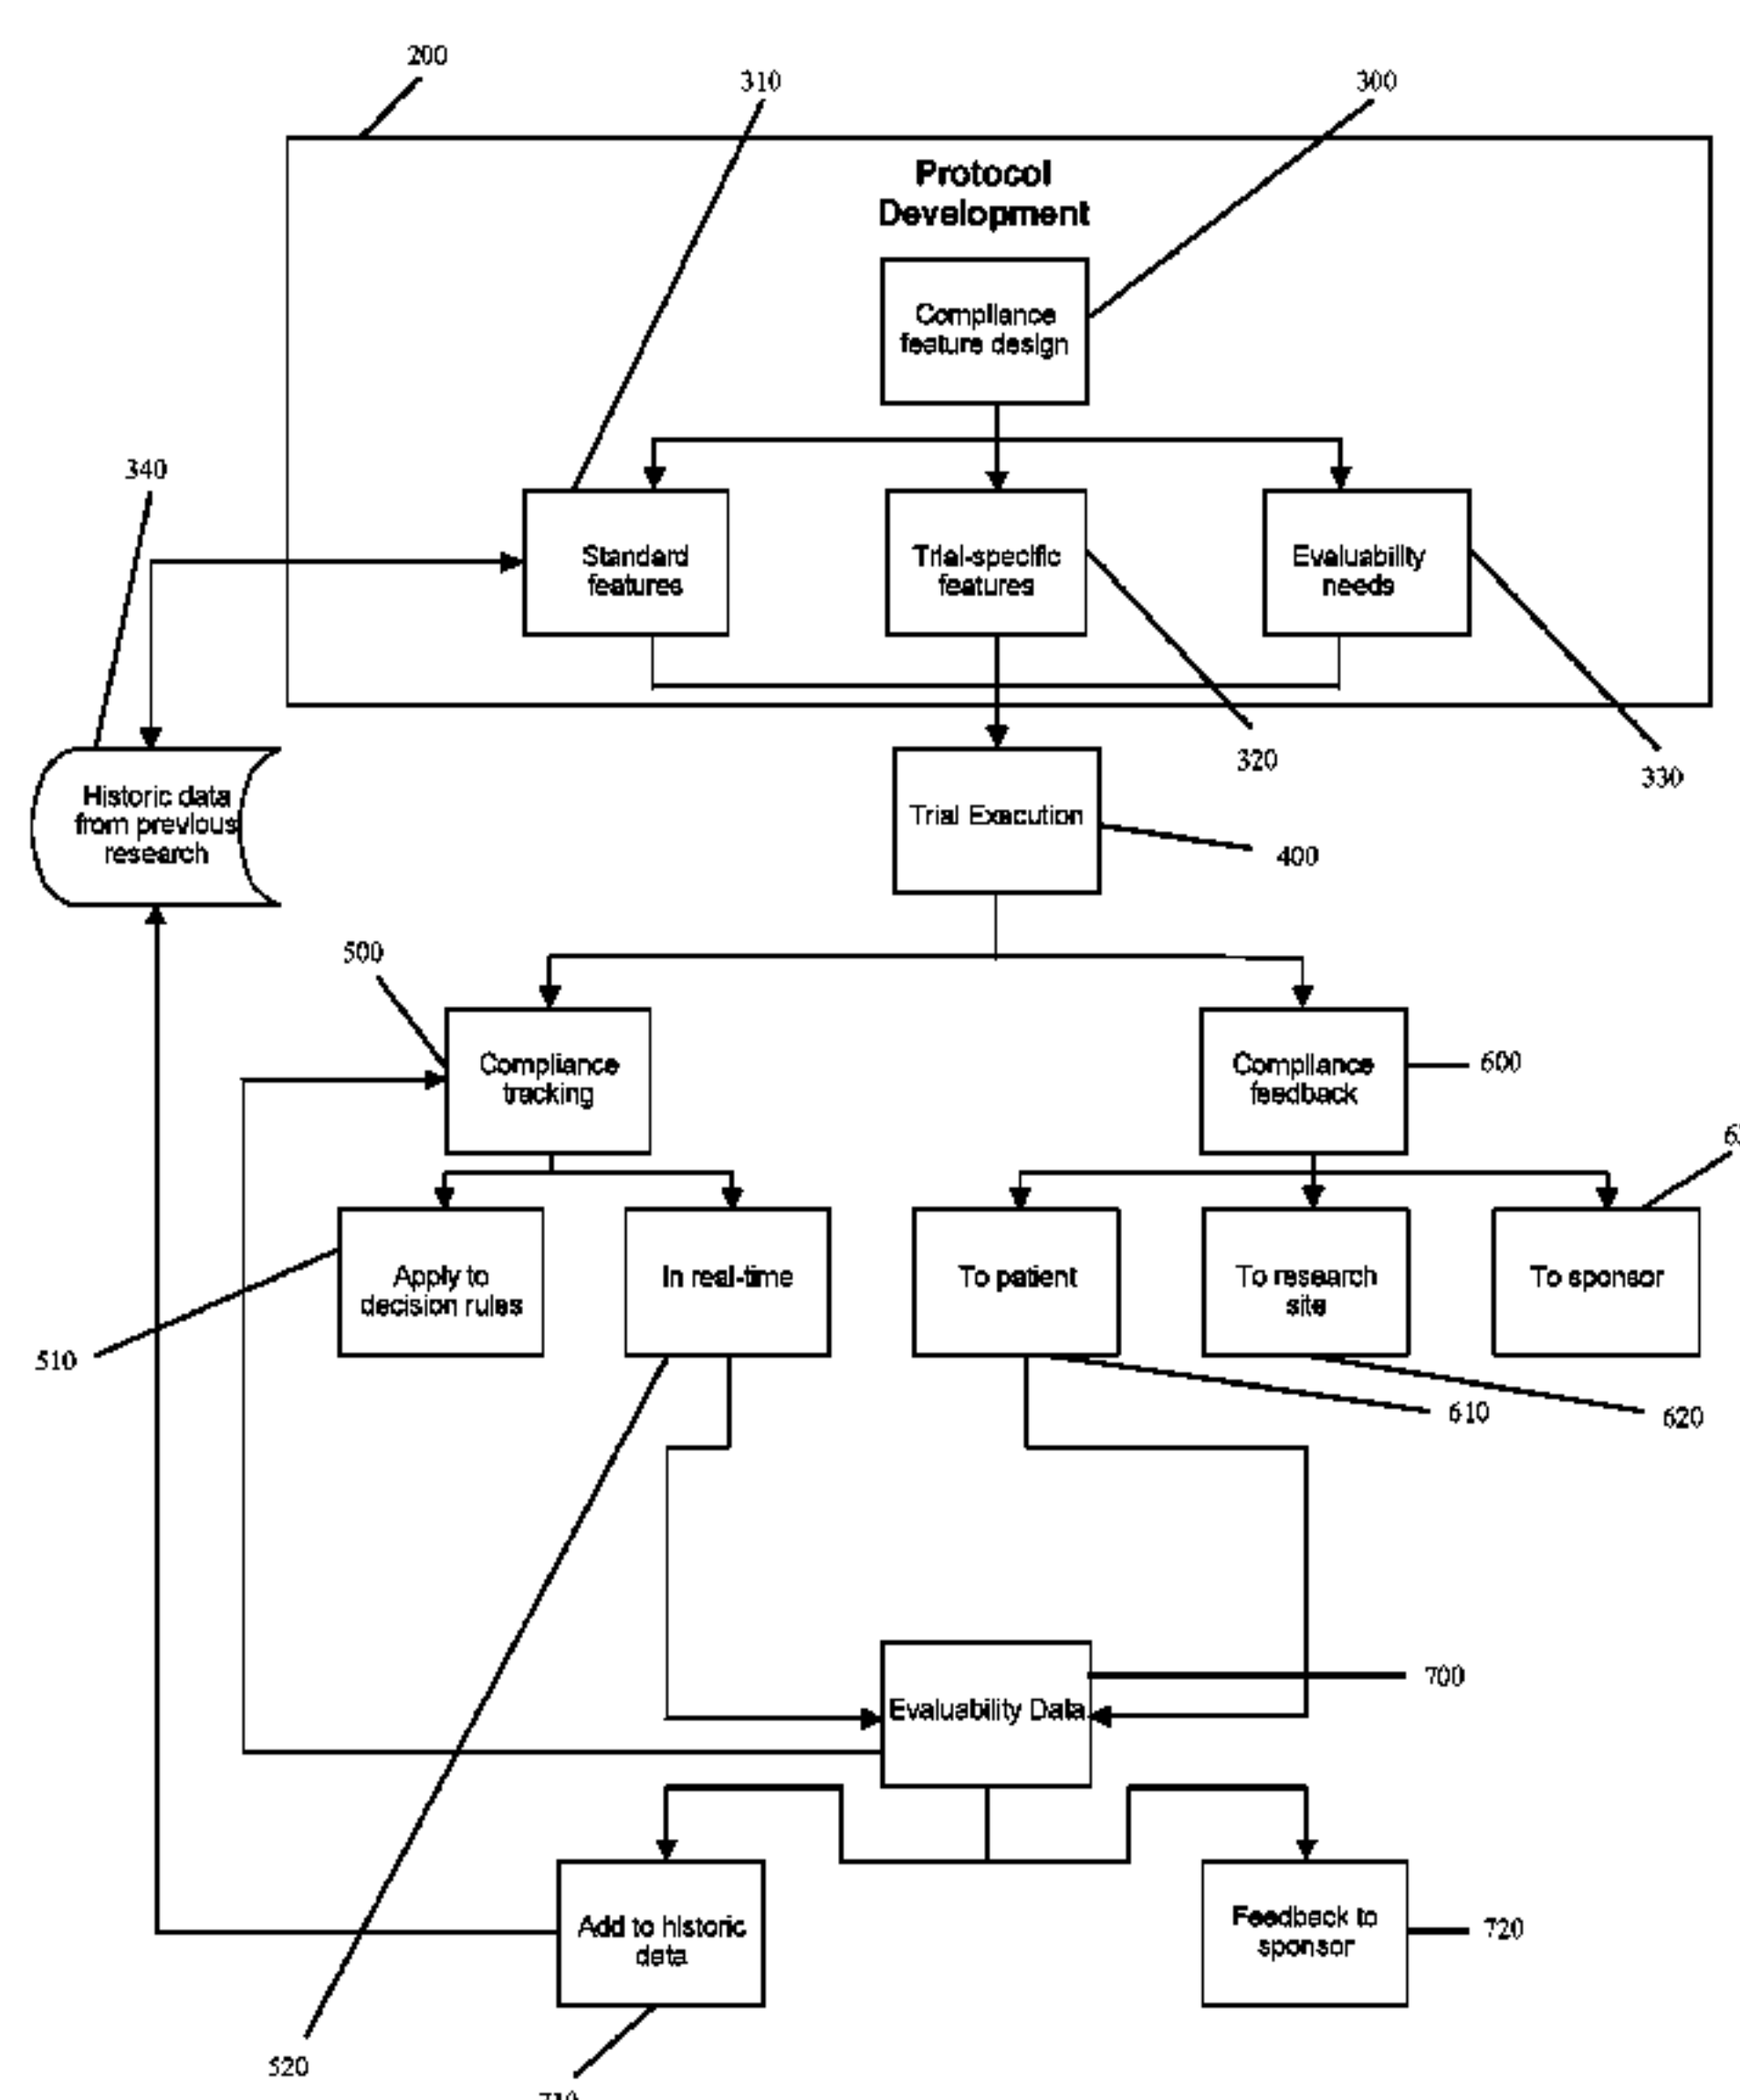 200
310
300
Protocol
Development
Compliance
feature design
340
Standard
features
Trial-specific
features
Evaluability
needs
320
330
Historic data
from previous
research
Trial Execution
400
500
Compliance
tracking
Compliance
feedback
600
Apply to
decision rules
In real-time
To patient
To research
site
To sponsor
510
610
620
Evaluability Data
700
Add to historic
data
Feedback to
sponsor
720
520